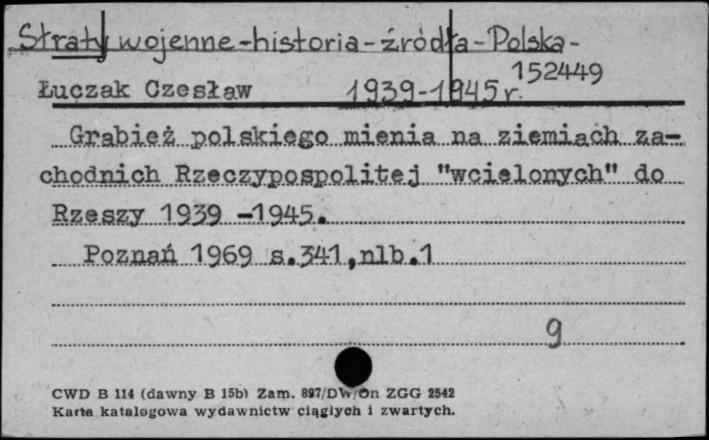 Straty wojenne-historia-źródła-Polska-
152449
Łuczak Czesław 1939-1945 r.
Grabież polskiego mienia na ziemiach za-
chodnich Rzeczypospolitej "wcielonych" do
Rzeszy 1939 -1945.
Poznań 1969 s.341,nlb.1
9
CWD B 114 (dawny B 15b) Zam. 897/DW/On ZGG 2542
Karta katalogowa wydawnictw ciągłych i zwartych.